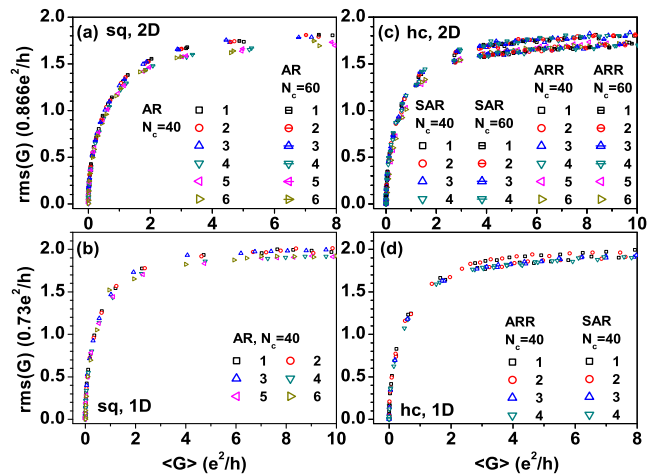 (a) sq, 2D
rms(G) (0.866e²/h)
2.0
1.5
1.0
0.5
0.0
AR
N_c=40
1
2
3
4
5
6
AR
N_c=60
1
2
3
4
5
6
0 2 4 6 8
(c) hc, 2D
SAR
N_c=40
1
2
3
4
SAR
N_c=60
1
2
3
4
ARR
N_c=40
1
2
3
4
5
6
ARR
N_c=60
1
2
3
4
5
6
0 2 4 6 8 10
(b)
rms(G) (0.73e²/h)
2.0
1.5
1.0
0.5
0.0
AR, N_c=40
1 2
3 4
5 6
sq, 1D
0 2 4 6 8 10
<G> (e²/h)
(d)
ARR
N_c=40
1
2
3
4
SAR
N_c=40
1
2
3
4
hc, 1D
0 2 4 6 8
<G> (e²/h)